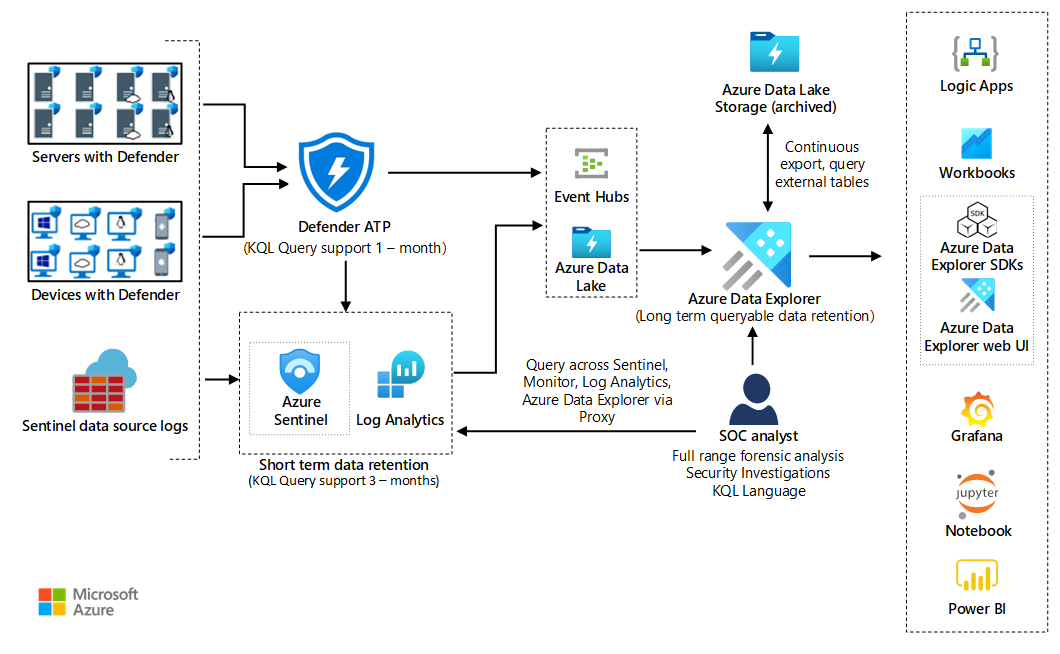 Servers with Defender
Devices with Defender
Sentinel data source logs
Defender ATP
(KQL Query support 1 – month)
Azure
Sentinel
Log Analytics
Short term data retention
(KQL Query support 3 – months)
Event Hubs
Azure Data
Lake
Azure Data Lake
Storage (archived)
Continuous
export, query
external tables
Azure Data Explorer
(Long term queryable data retention)
Query across Sentinel,
Monitor, Log Analytics,
Azure Data Explorer via
Proxy
SOC analyst
Full range forensic analysis
Security Investigations
KQL Language
Logic Apps
Workbooks
SDK
Azure Data
Explorer SDKs
Azure Data
Explorer web UI
Grafana
jupyter
Notebook
Power BI
Microsoft
Azure